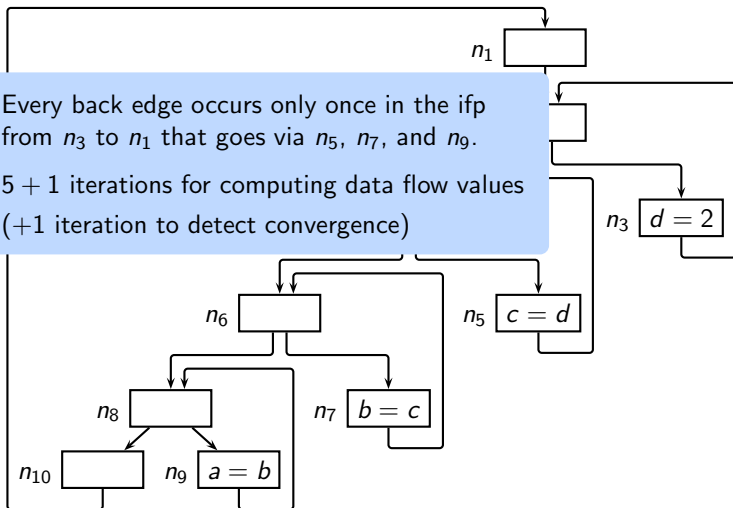 n1
Every back edge occurs only once in the ifp
from n3 to n1 that goes via n5, n7, and n9.
5 + 1 iterations for computing data flow values
(+1 iteration to detect convergence)
n3 d = 2
n6
n5 c = d
n8
n7 b = c
n10
n9 a = b